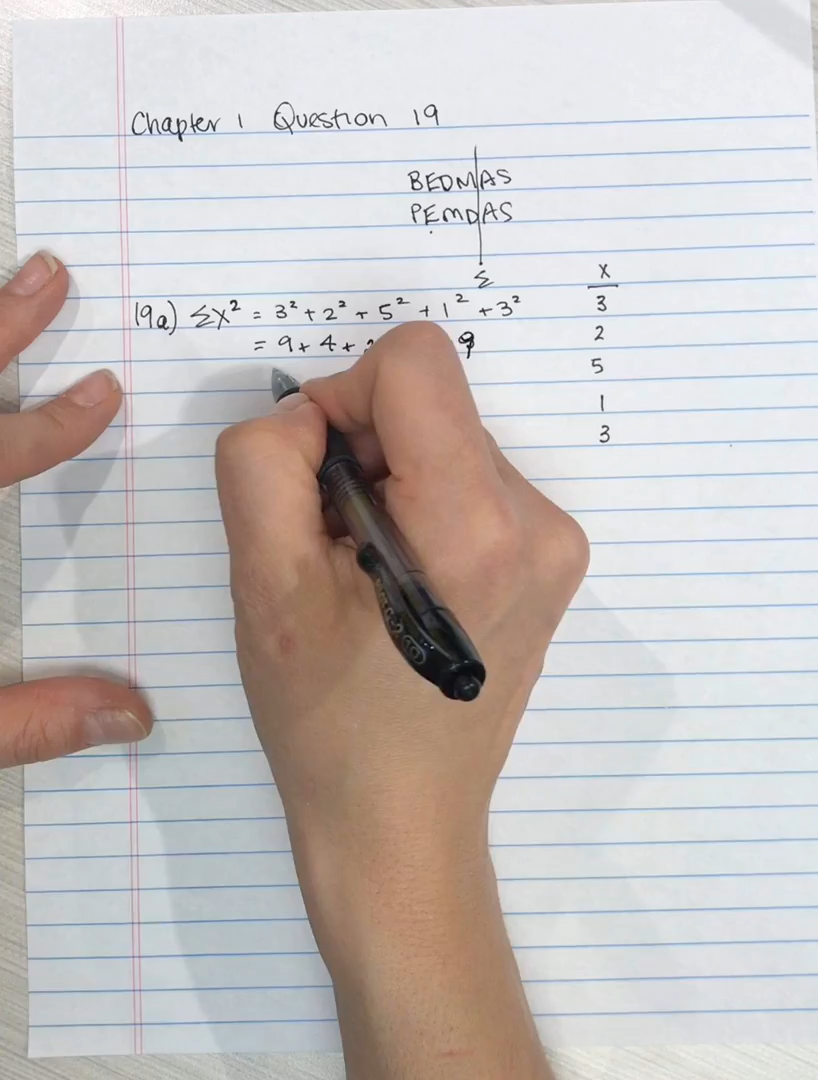 Chapter 1 Question 19
BEDMAS
PEMDAS
Σ
19a) Σx² = 3² + 2² + 5² + 1² + 3²
= 9 + 4 + 9
X
3
2
5
1
3